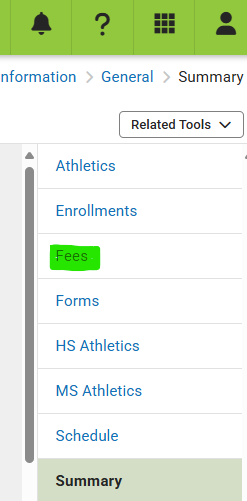 nformation > General > Summary
Related Tools
Athletics
Enrollments
Fees
Forms
HS Athletics
MS Athletics
Schedule
Summary